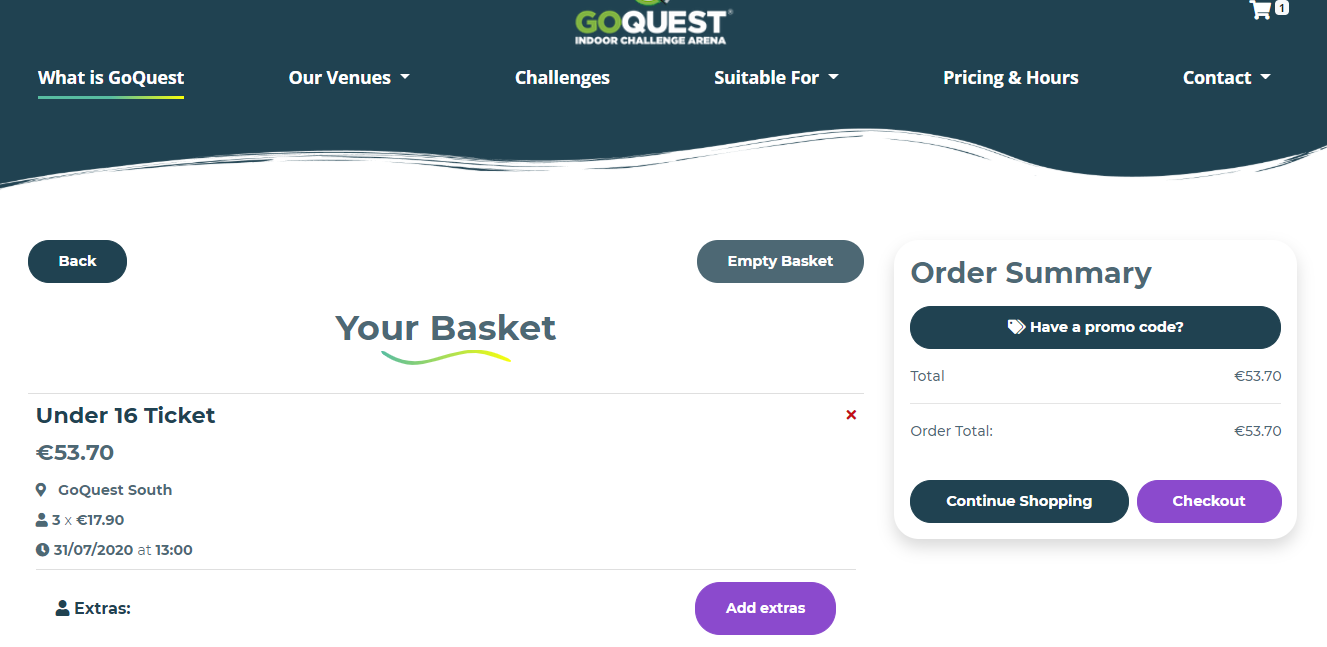 1
GOQUEST®
INDOOR CHALLENGE ARENA
What is GoQuest Our Venues Challenges Suitable For Pricing & Hours Contact
Back Empty Basket
Your Basket
Under 16 Ticket
€53.70
GoQuest South
3 x €17.90
31/07/2020 at 13:00
Extras: Add extras
Order Summary
Have a promo code?
Total €53.70
Order Total: €53.70
Continue Shopping Checkout